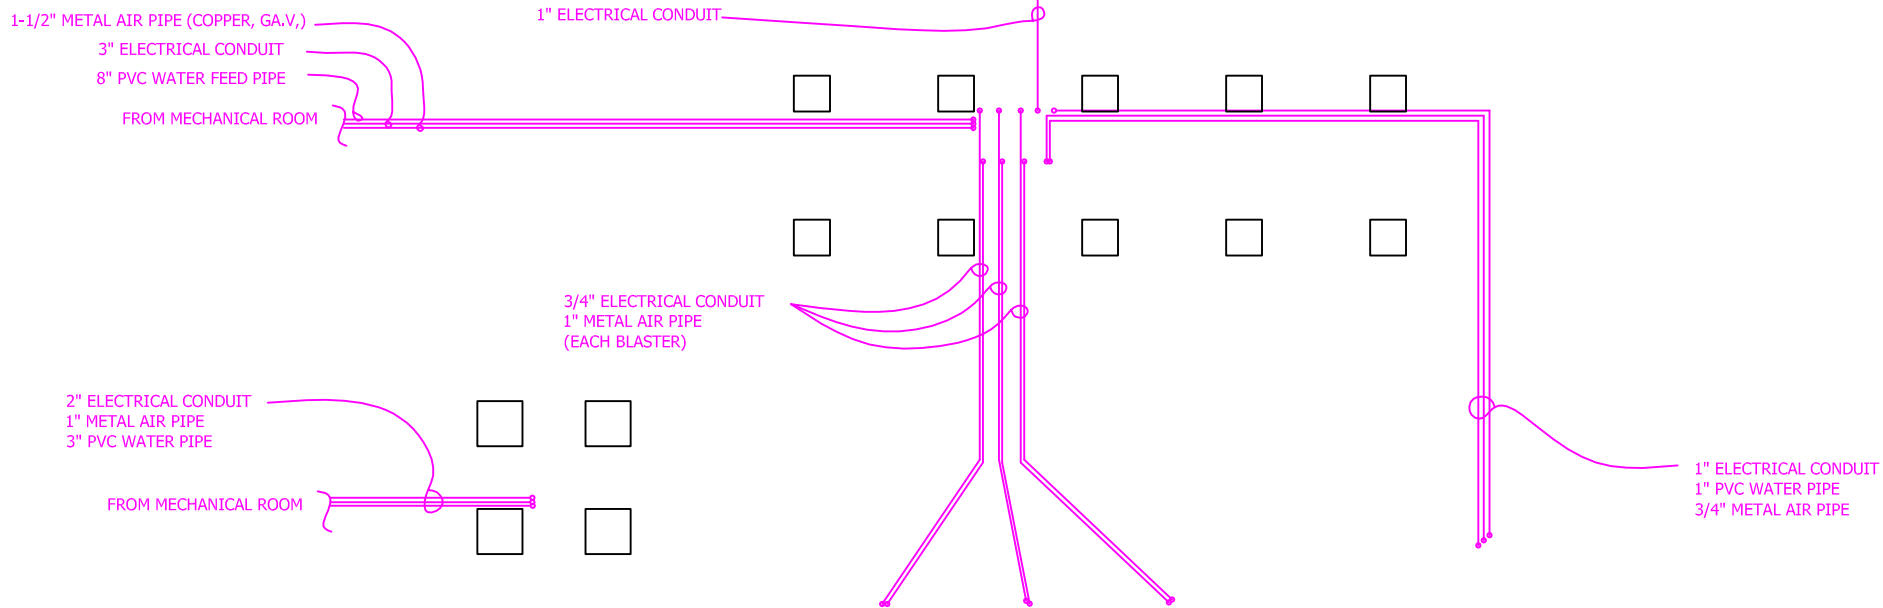 1-1/2" METAL AIR PIPE (COPPER, GA.V,)
3" ELECTRICAL CONDUIT
8" PVC WATER FEED PIPE
FROM MECHANICAL ROOM
1" ELECTRICAL CONDUIT
3/4" ELECTRICAL CONDUIT
1" METAL AIR PIPE
(EACH BLASTER)
2" ELECTRICAL CONDUIT
1" METAL AIR PIPE
3" PVC WATER PIPE
FROM MECHANICAL ROOM
1" ELECTRICAL CONDUIT
1" PVC WATER PIPE
3/4" METAL AIR PIPE